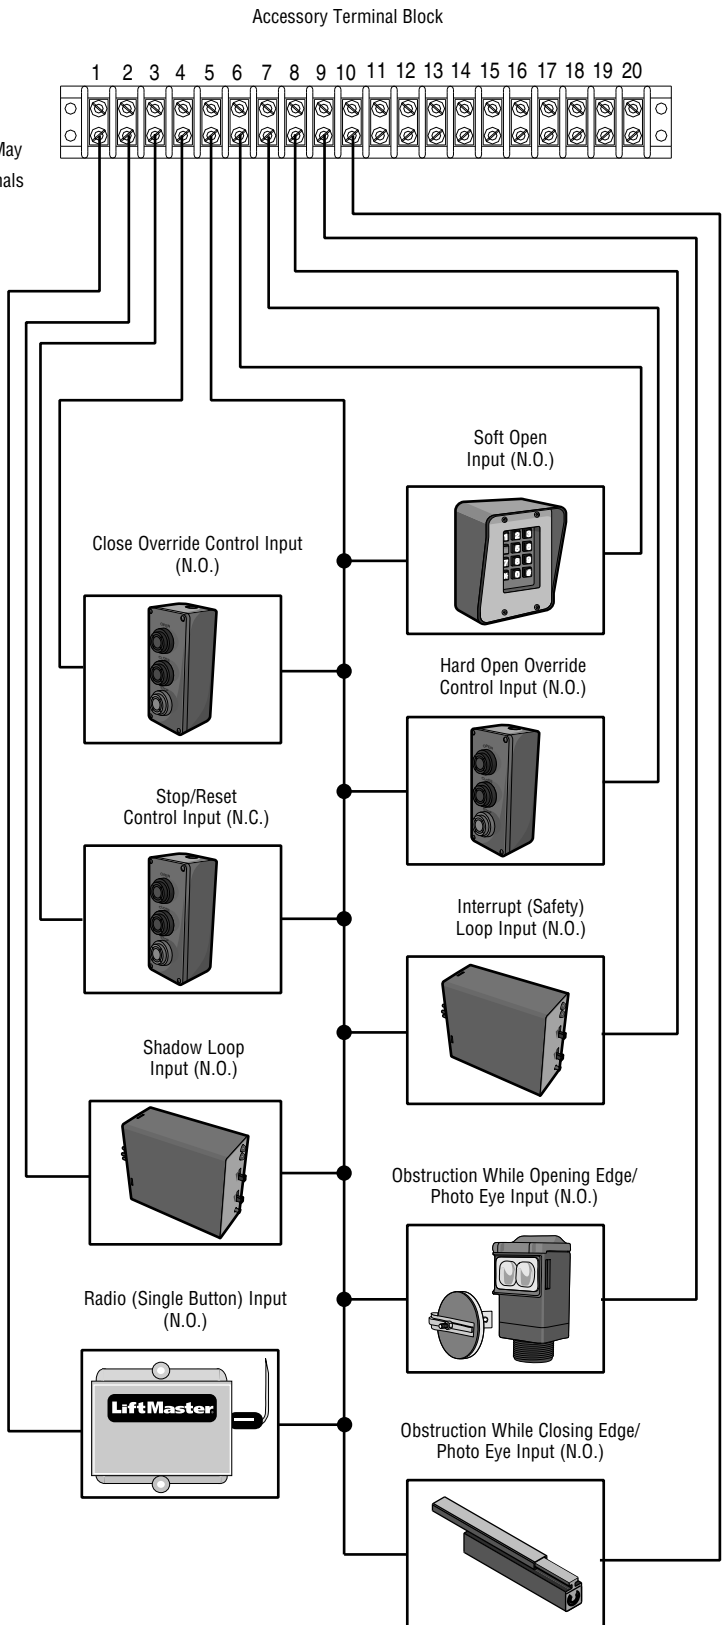 Accessory Terminal Block
1 2 3 4 5 6 7 8 9 10 11 12 13 14 15 16 17 18 19 20
May
Soft Open
Input (N.O.)
Close Override Control Input
(N.O.)
Hard Open Override
Control Input (N.O.)
Stop/Reset
Control Input (N.C.)
Interrupt (Safety)
Loop Input (N.O.)
Shadow Loop
Input (N.O.)
Obstruction While Opening Edge/
Photo Eye Input (N.O.)
Radio (Single Button) Input
(N.O.)
LiftMaster
Obstruction While Closing Edge/
Photo Eye Input (N.O.)